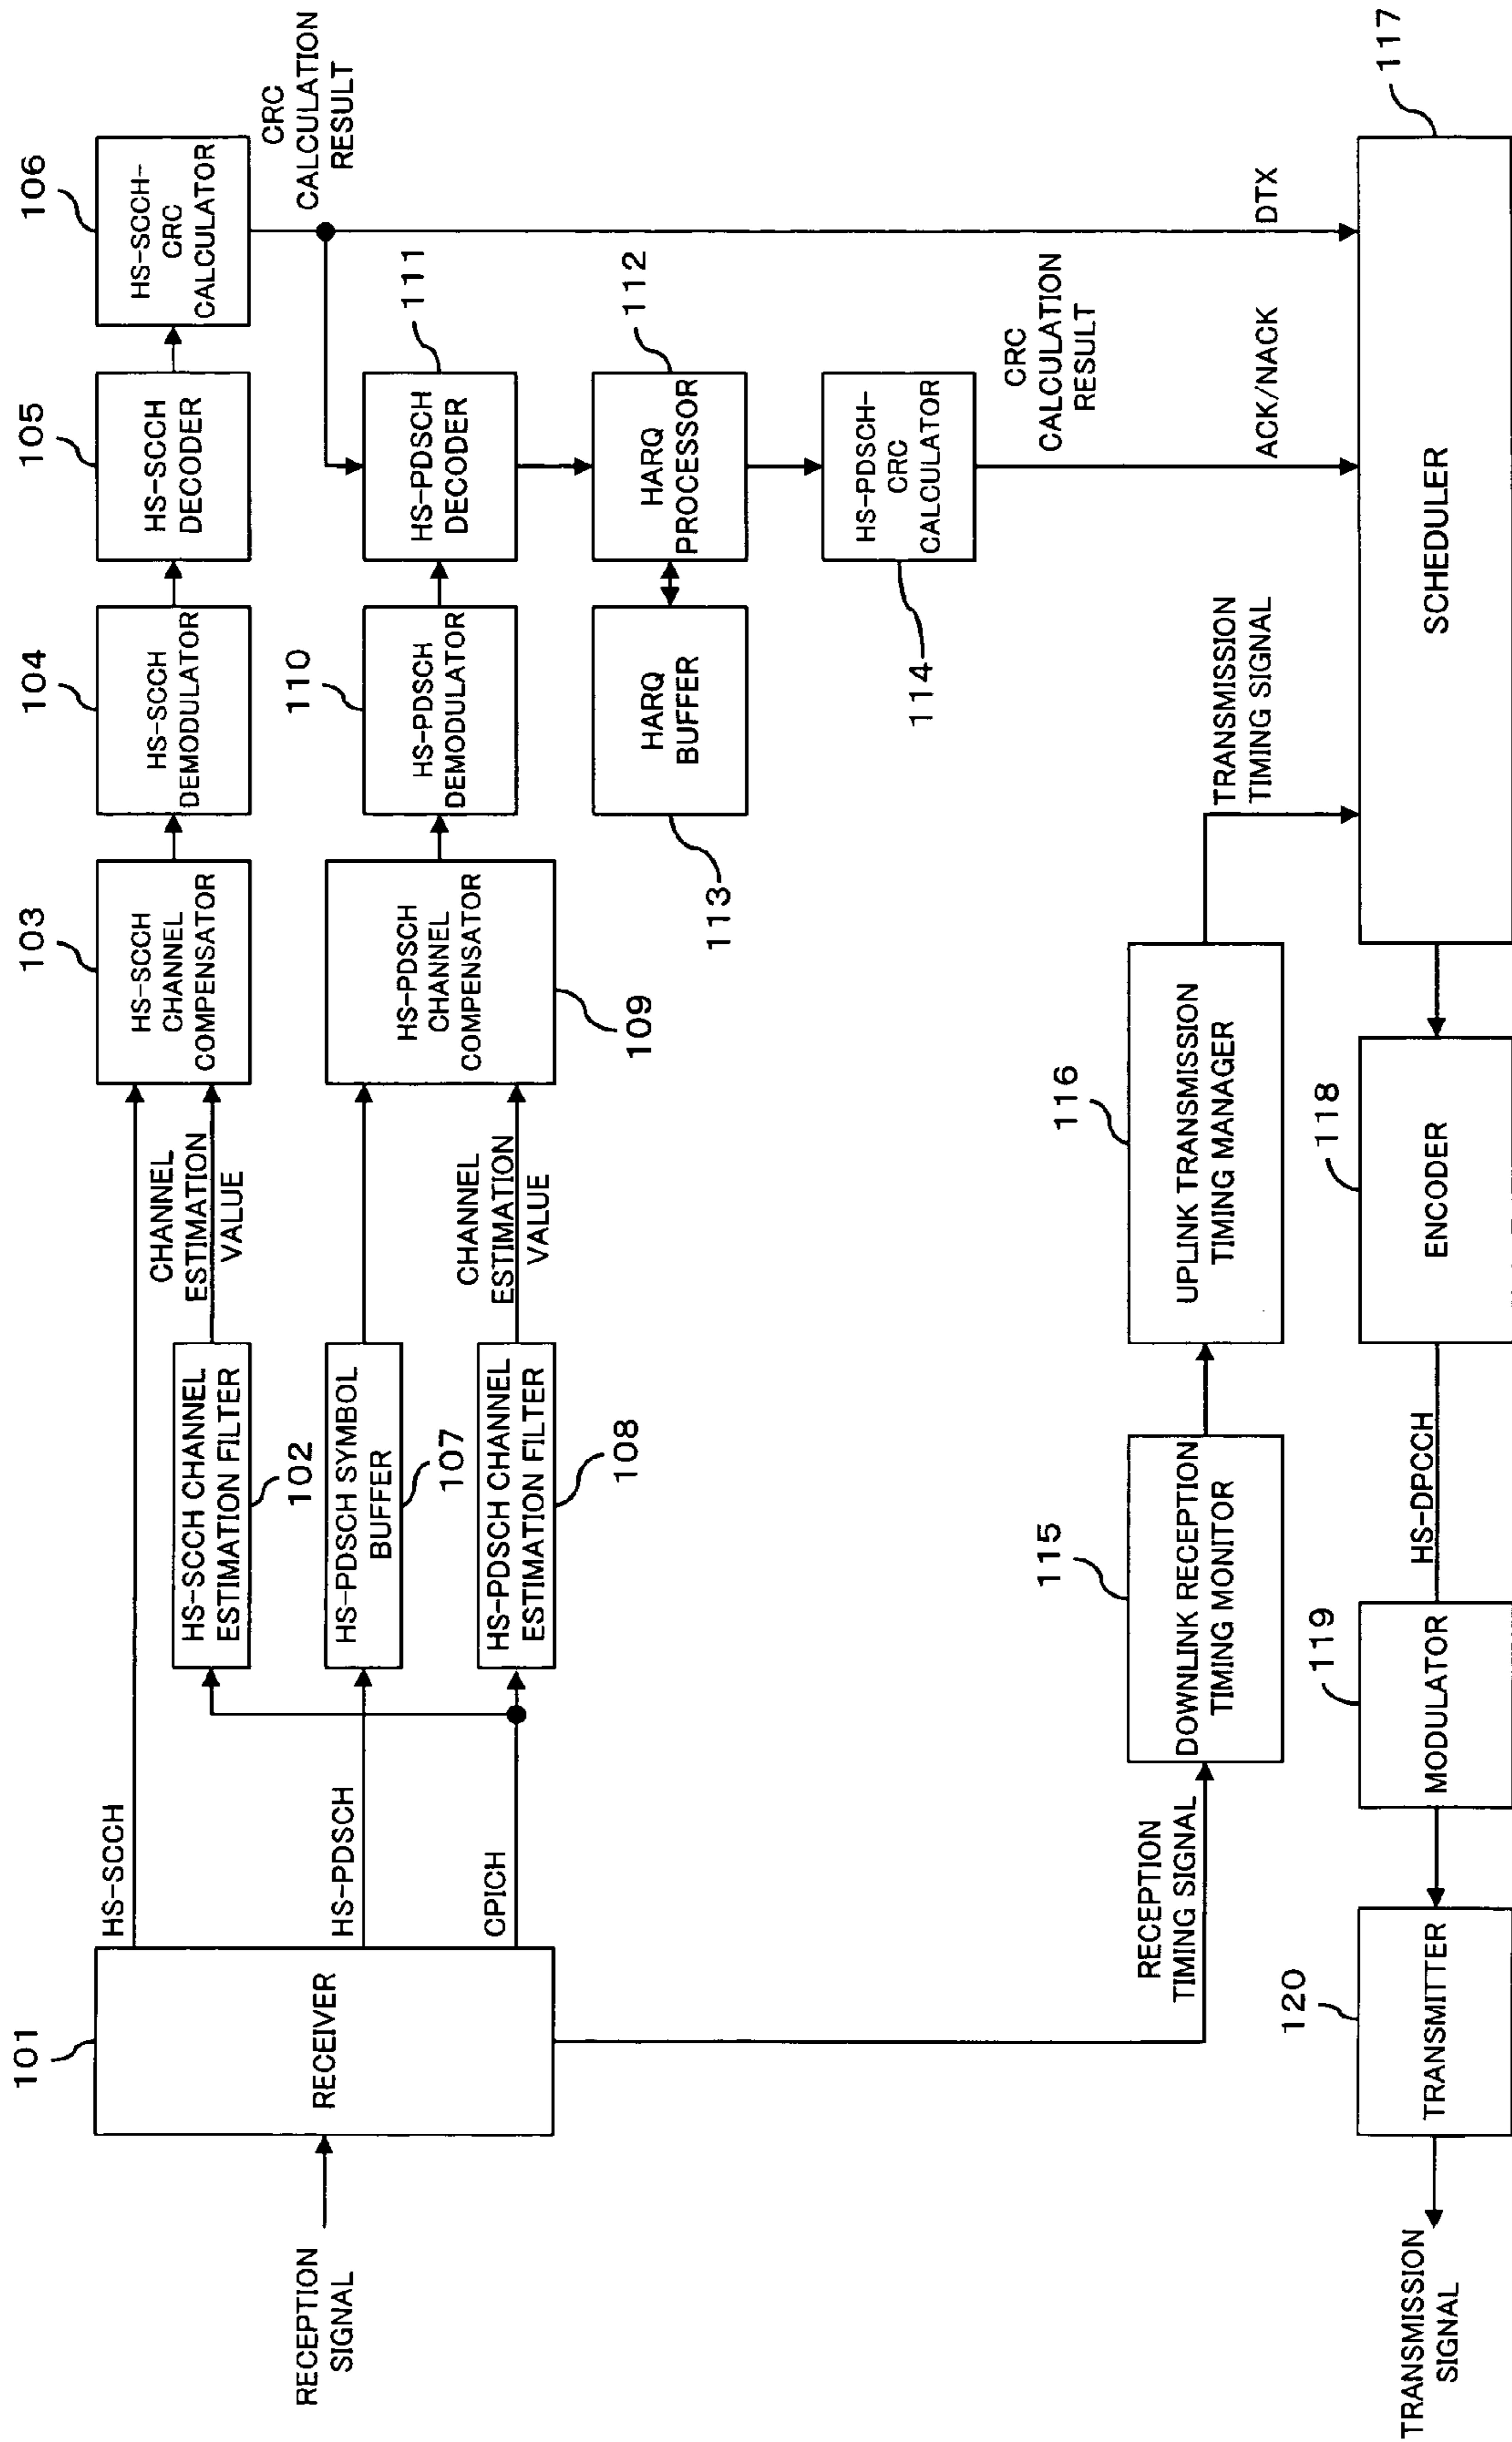 101
RECEPTION
SIGNAL
RECEIVER
HS-SCCH
HS-PDSCH
CPICH
HS-SCCH CHANNEL
ESTIMATION FILTER
102
HS-PDSCH SYMBOL
BUFFER
107
HS-PDSCH CHANNEL
ESTIMATION FILTER
108
CHANNEL
ESTIMATION
VALUE
CHANNEL
ESTIMATION
VALUE
103
HS-SCCH
CHANNEL
COMPENSATOR
HS-PDSCH
CHANNEL
COMPENSATOR
109
104
HS-SCCH
DEMODULATOR
110
HS-PDSCH
DEMODULATOR
HARQ
BUFFER
113
105
HS-SCCH
DECODER
HS-PDSCH
DECODER
111
HARQ
PROCESSOR
112
HS-PDSCH-
CRC
CALCULATOR
114
106
HS-SCCH-
CRC
CALCULATOR
CRC
CALCULATION
RESULT
CRC
CALCULATION
RESULT
DTX
ACK/NACK
RECEPTION
TIMING SIGNAL
115
DOWNLINK RECEPTION
TIMING MONITOR
116
UPLINK TRANSMISSION
TIMING MANAGER
TRANSMISSION
TIMING SIGNAL
117
SCHEDULER
118
ENCODER
HS-DPCCH
119
MODULATOR
120
TRANSMITTER
TRANSMISSION
SIGNAL